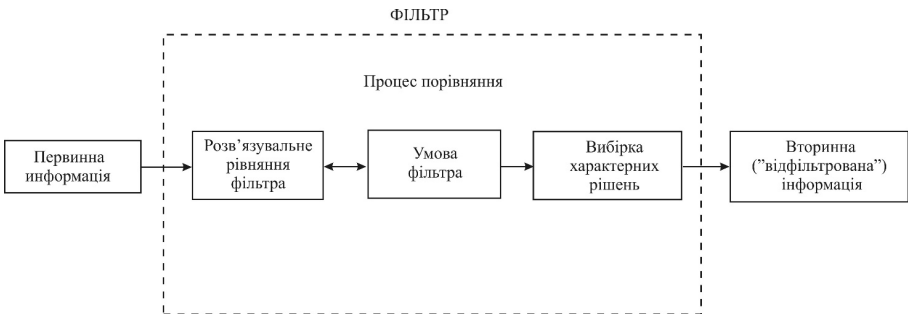 ФІЛЬТР
Процес порівняння
Первинна
информація
Розв’язувальне
рівняння
фільтра
Умова
фільтра
Вибірка
характерних
рішень
Вторинна
(”відфільтрована”)
інформація